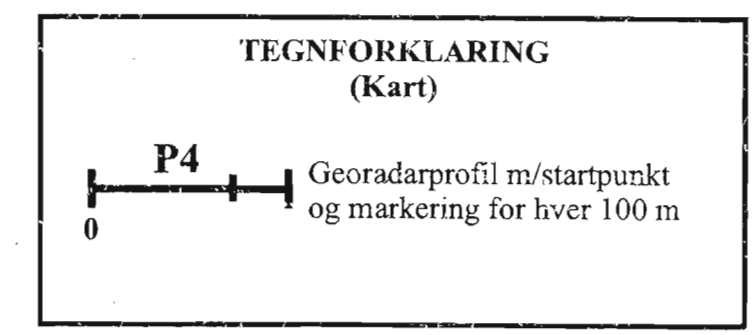 TEGNFORKLARING
(Kart)
P4
0
Georadarprofil m/startpunkt
og markering for hver 100 m